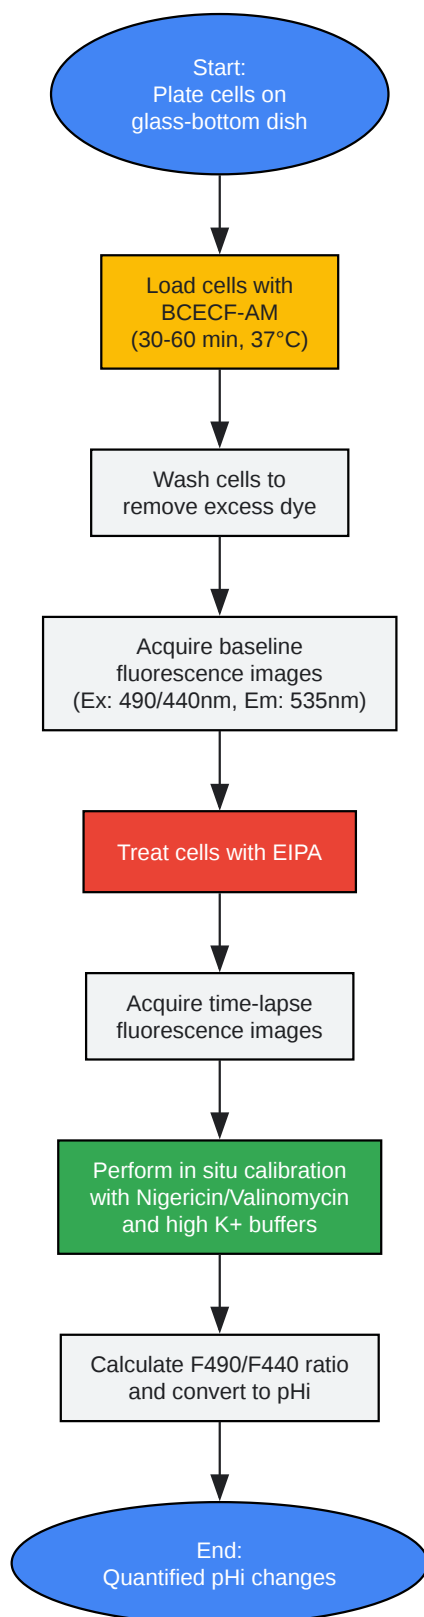 Start:
Plate cells on
glass-bottom dish
Load cells with
BCECF-AM
(30-60 min, 37°C)
Wash cells to
remove excess dye
Acquire baseline
fluorescence images
(Ex: 490/440nm, Em: 535nm)
Treat cells with EIPA
Acquire time-lapse
fluorescence images
Perform in situ calibration
with Nigericin/Valinomycin
and high K+ buffers
Calculate F490/F440 ratio
and convert to pHi
End:
Quantified pHi changes